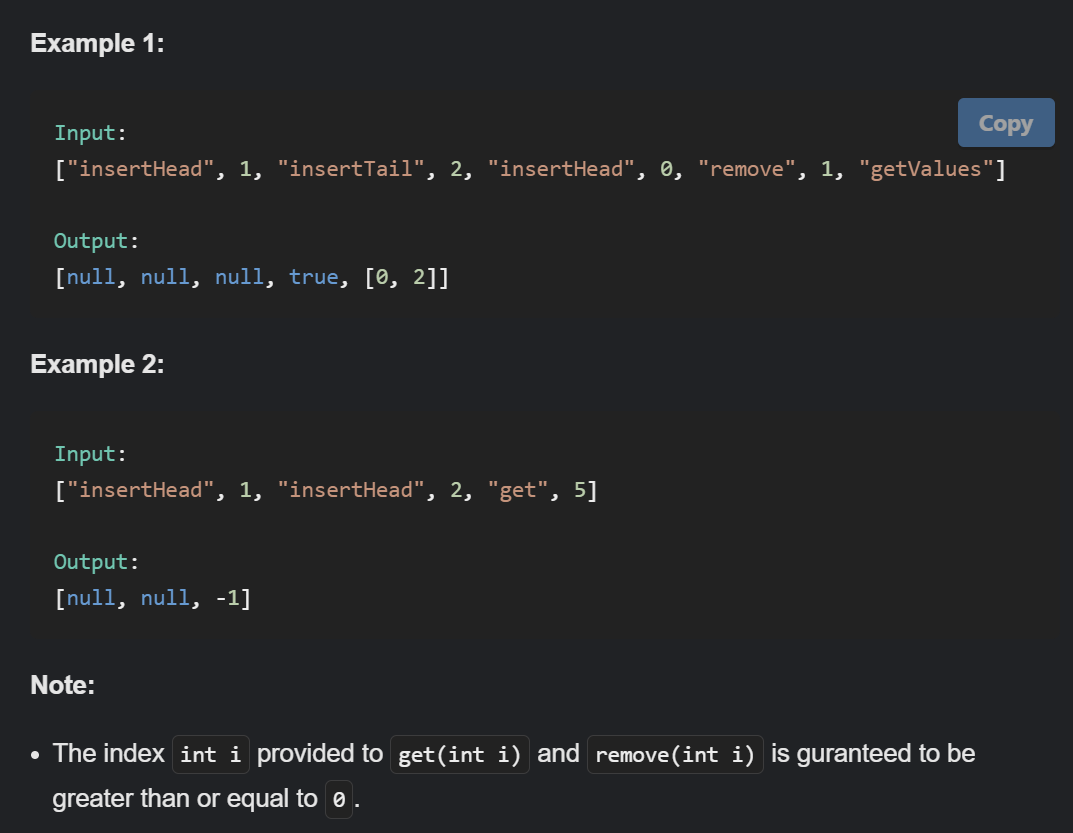 Example 1:
Copy
Input:
["insertHead", 1, "insertTail", 2, "insertHead", 0, "remove", 1, "getValues"]
Output:
[null, null, null, true, [0, 2]]
Example 2:
Input:
["insertHead", 1, "insertHead", 2, "get", 5]
Output:
[null, null, -1]
Note:
• The index int i provided to get(int i) and remove(int i) is guranteed to be
greater than or equal to 0.